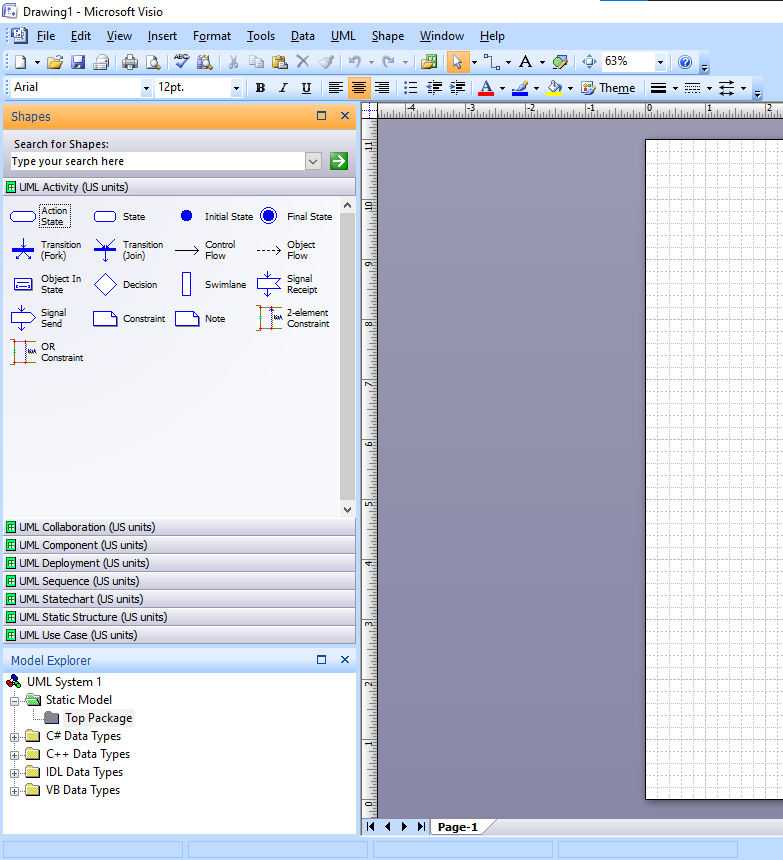 Drawing1 - Microsoft Visio
File Edit View Insert Format Tools Data UML Shape Window Help
ABC A 63%
Arial 12pt. B I U A Theme
Shapes
Search for Shapes:
Type your search here
UML Activity (US units)
Action State
State
Initial State
Final State
Transition (Fork)
Transition (Join)
Control Flow
Object Flow
Object In State
Decision
Swimlane
Signal Receipt
Signal Send
Constraint
Note
2-element Constraint
OR Constraint
UML Collaboration (US units)
UML Component (US units)
UML Deployment (US units)
UML Sequence (US units)
UML Statechart (US units)
UML Static Structure (US units)
UML Use Case (US units)
Model Explorer
UML System 1
Static Model
Top Package
C# Data Types
C++ Data Types
IDL Data Types
VB Data Types
-4 -3 -2 -1 0 1 2
11
10
9
8
7
6
5
4
3
2
1
0
Page-1